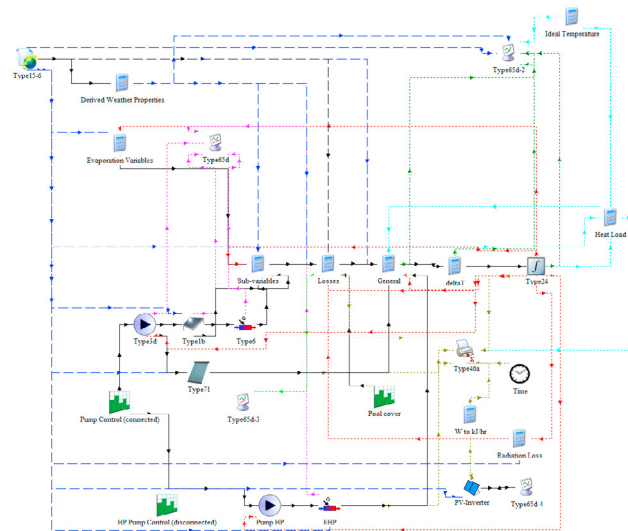 Ideal Temperature
Type15-6
Type65d-2
Derived Weather Properties
Evaporation Variables
Type65d
Heat Load
Sub-variables
Losses
General
delta1
Type24
Type3d
Type1b
Type6
Type46a
Type71
Time
Pump Control (connected)
Type65d-3
Pool cover
W to kJ/hr
Radiation Loss
HP Pump Control (disconnected)
Pump HP
EHP
PV-Inverter
Type65d-4